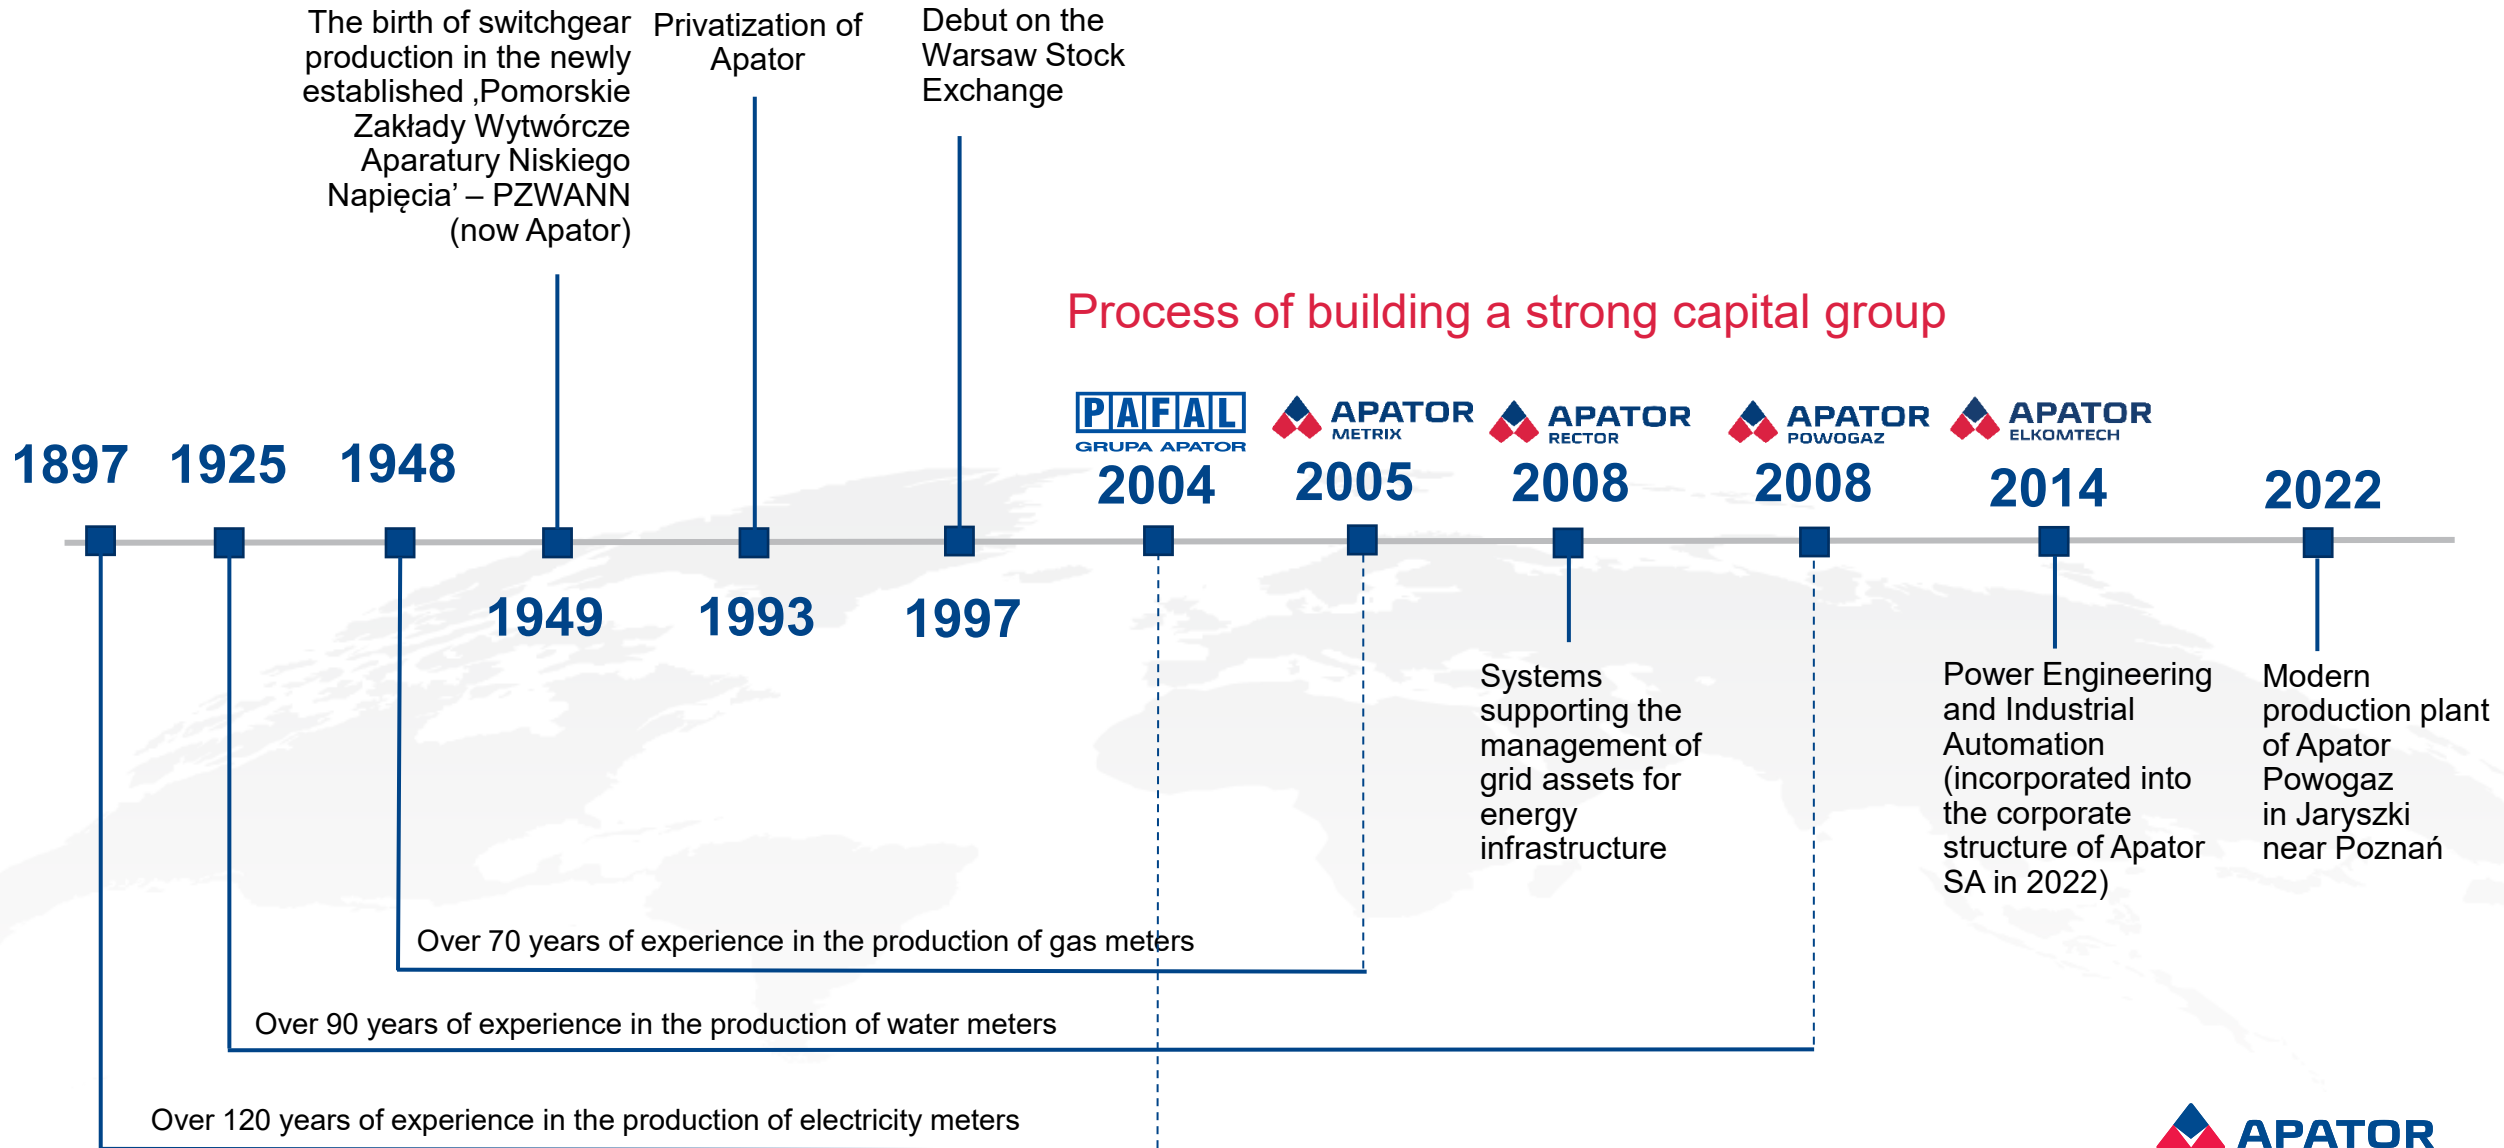 The birth of switchgear
production in the newly
established ‚Pomorskie
Zakłady Wytwórcze
Aparatury Niskiego
Napięcia’ – PZWANN
(now Apator)
Privatization of
Apator
Debut on the
Warsaw Stock
Exchange
Process of building a strong capital group
PAFAL
GRUPA APATOR
APATOR
METRIX
APATOR
RECTOR
APATOR
POWOGAZ
APATOR
ELKOMTECH
1897
1925
1948
2004
2005
2008
2008
2014
2022
1949
1993
1997
Systems
supporting the
management of
grid assets for
energy
infrastructure
Power Engineering
and Industrial
Automation
(incorporated into
the corporate
structure of Apator
SA in 2022)
Modern
production plant
of Apator
Powogaz
in Jaryszki
near Poznań
Over 70 years of experience in the production of gas meters
Over 90 years of experience in the production of water meters
Over 120 years of experience in the production of electricity meters
APATOR